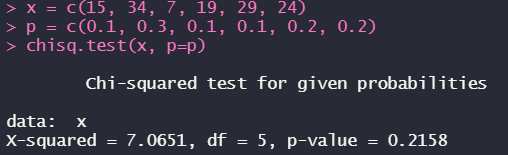 > x = c(15, 34, 7, 19, 29, 24)
> p = c(0.1, 0.3, 0.1, 0.1, 0.2, 0.2)
> chisq.test(x, p=p)
Chi-squared test for given probabilities
data:  x
X-squared = 7.0651, df = 5, p-value = 0.2158